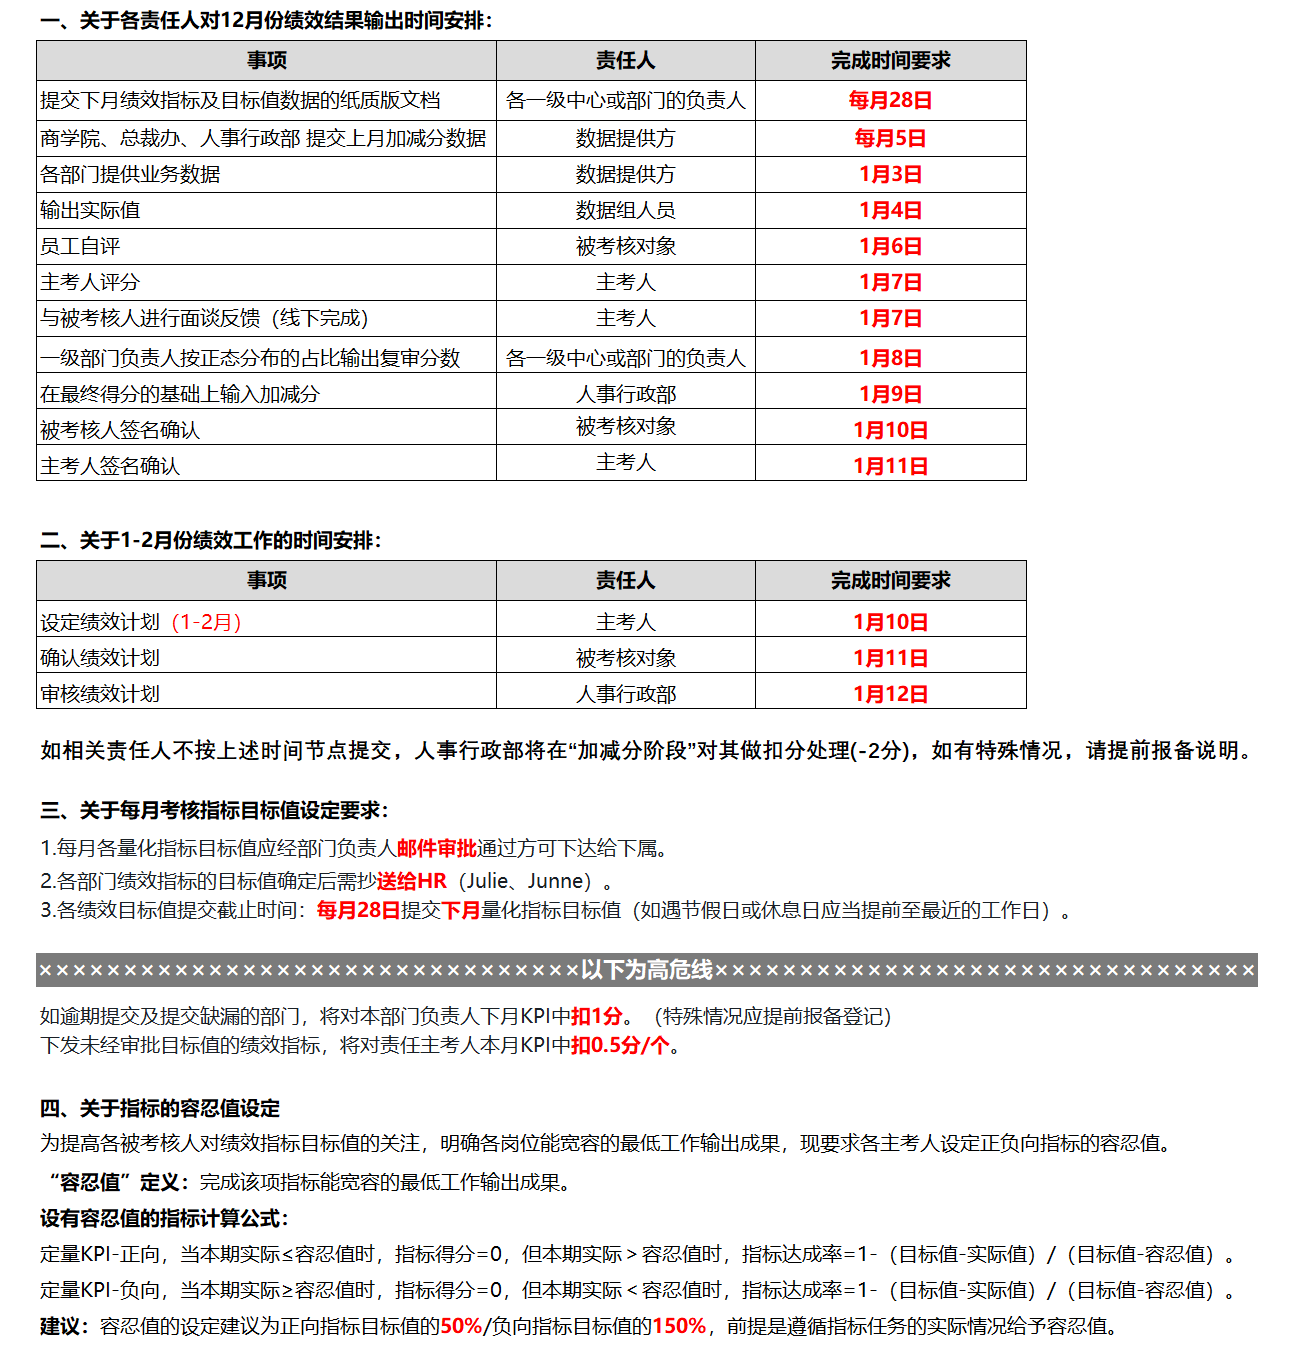 一、关于各责任人对12月份绩效结果输出时间安排：
事项 责任人 完成时间要求
提交下月绩效指标及目标值数据的纸质版文档 各一级中心或部门的负责人 每月28日
商学院、总裁办、人事行政部 提交上月加减分数据 数据提供方 每月5日
各部门提供业务数据 数据提供方 1月3日
输出实际值 数据组人员 1月4日
员工自评 被考核对象 1月6日
主考人评分 主考人 1月7日
与被考核人进行面谈反馈（线下完成） 主考人 1月7日
一级部门负责人按正态分布的占比输出复审分数 各一级中心或部门的负责人 1月8日
在最终得分的基础上输入加减分 人事行政部 1月9日
被考核人签名确认 被考核对象 1月10日
主考人签名确认 主考人 1月11日
二、关于1-2月份绩效工作的时间安排：
事项 责任人 完成时间要求
设定绩效计划（1-2月） 主考人 1月10日
确认绩效计划 被考核对象 1月11日
审核绩效计划 人事行政部 1月12日
如相关责任人不按上述时间节点提交，人事行政部将在“加减分阶段”对其做扣分处理(-2分)，如有特殊情况，请提前报备说明。
三、关于每月考核指标目标值设定要求：
1.每月各量化指标目标值应经部门负责人邮件审批通过方可下达给下属。
2.各部门绩效指标的目标值确定后需抄送给HR（Julie、Junne）。
3.各绩效目标值提交截止时间：每月28日提交下月量化指标目标值（如遇节假日或休息日应当提前至最近的工作日）。
××××××××××××××××××××××××××××××××以下为高危线××××××××××××××××××××××××××××××××
如逾期提交及提交缺漏的部门，将对本部门负责人下月KPI中扣1分。（特殊情况应提前报备登记）
下发未经审批目标值的绩效指标，将对责任主考人本月KPI中扣0.5分/个。
四、关于指标的容忍值设定
为提高各被考核人对绩效指标目标值的关注，明确各岗位能宽容的最低工作输出成果，现要求各主考人设定正负向指标的容忍值。
“容忍值”定义：完成该项指标能宽容的最低工作输出成果。
设有容忍值的指标计算公式：
定量KPI-正向，当本期实际≤容忍值时，指标得分=0，但本期实际＞容忍值时，指标达成率=1-（目标值-实际值）/（目标值-容忍值）。
定量KPI-负向，当本期实际≥容忍值时，指标得分=0，但本期实际＜容忍值时，指标达成率=1-（目标值-实际值）/（目标值-容忍值）。
建议：容忍值的设定建议为正向指标目标值的50%/负向指标目标值的150%，前提是遵循指标任务的实际情况给予容忍值。